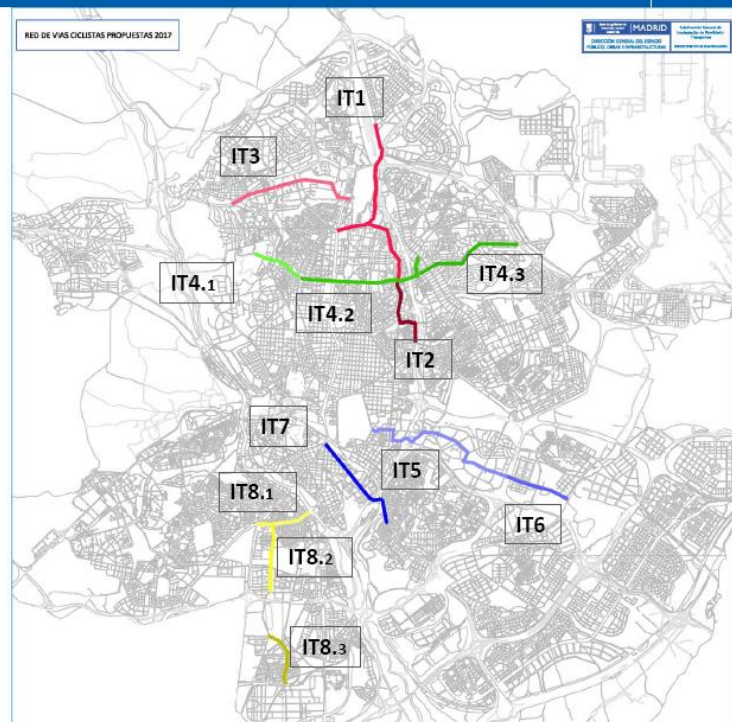 RED DE VIAS CICLISTAS PROPUESTAS 2017
MADRID
DIRECCIÓN GENERAL DEL ESPACIO
PÚBLICO, OBRAS E INFRAESTRUCTURAS
IT1
IT3
IT4.1
IT4.3
IT4.2
IT2
IT7
IT5
IT8.1
IT6
IT8.2
IT8.3